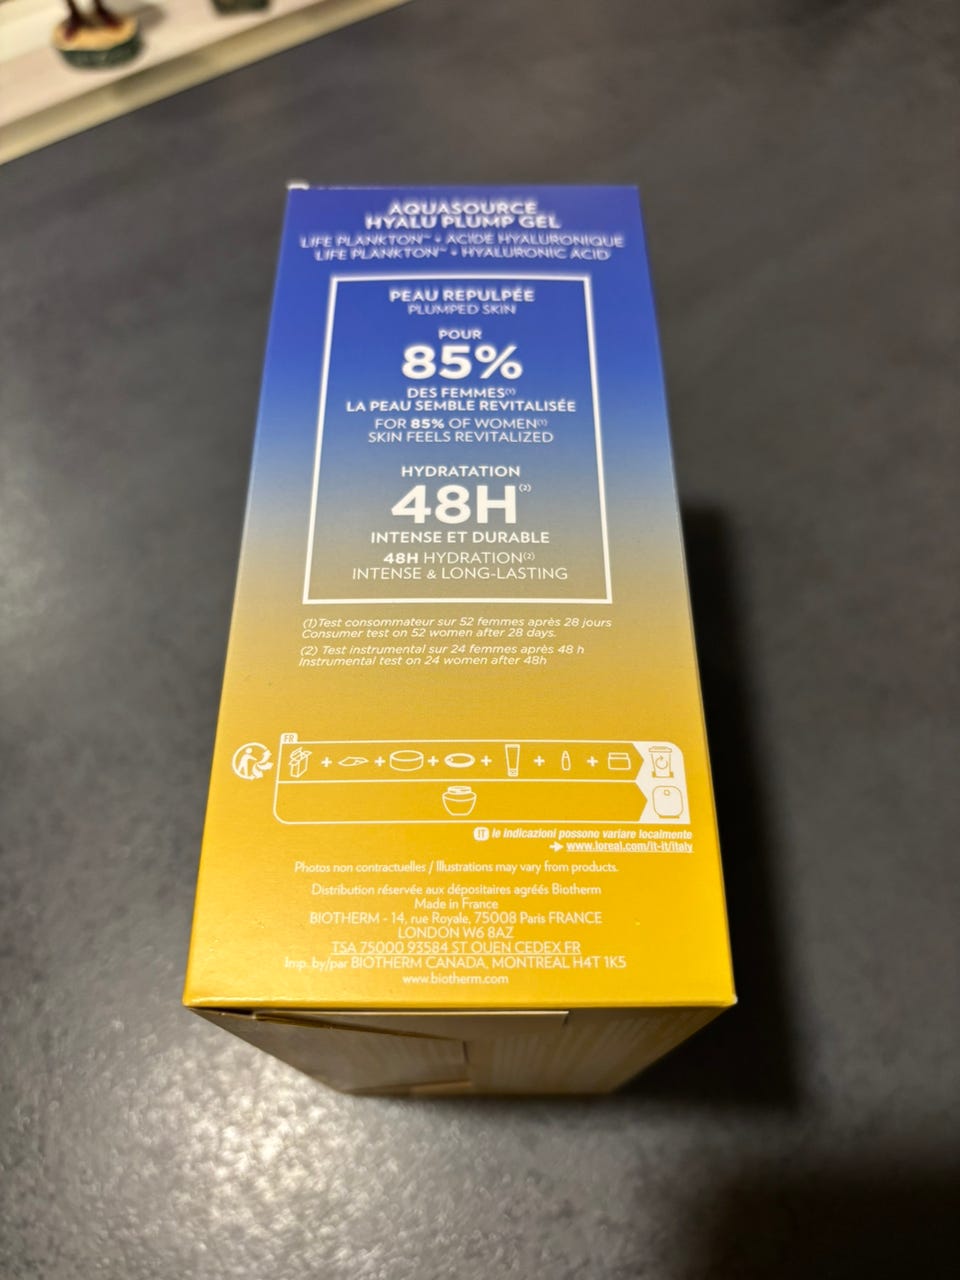 AQUASOURCE
HYALU PLUMP GEL
LIFE PLANKTON™ + ACIDE HYALURONIQUE
LIFE PLANKTON™ + HYALURONIC ACID
PEAU REPULPÉE
PLUMPED SKIN
POUR
85%
DES FEMMES(1)
LA PEAU SEMBLE REVITALISÉE
FOR 85% OF WOMEN(1)
SKIN FEELS REVITALIZED
HYDRATATION
48H(2)
INTENSE ET DURABLE
48H HYDRATION(2)
INTENSE & LONG-LASTING
(1)Test consommateur sur 52 femmes après 28 jours
Consumer test on 52 women after 28 days.
(2) Test instrumental sur 24 femmes après 48 h
Instrumental test on 24 women after 48h
FR
IT le indicazioni possono variare localmente
www.loreal.com/it-it/italy
Photos non contractuelles / Illustrations may vary from products.
Distribution réservée aux dépositaires agréés Biotherm
Made in France
BIOTHERM - 14, rue Royale, 75008 Paris FRANCE
LONDON W6 8AZ
TSA 75000 93584 ST OUEN CEDEX FR
Imp. by/par BIOTHERM CANADA, MONTREAL H4T 1K5
www.biotherm.com